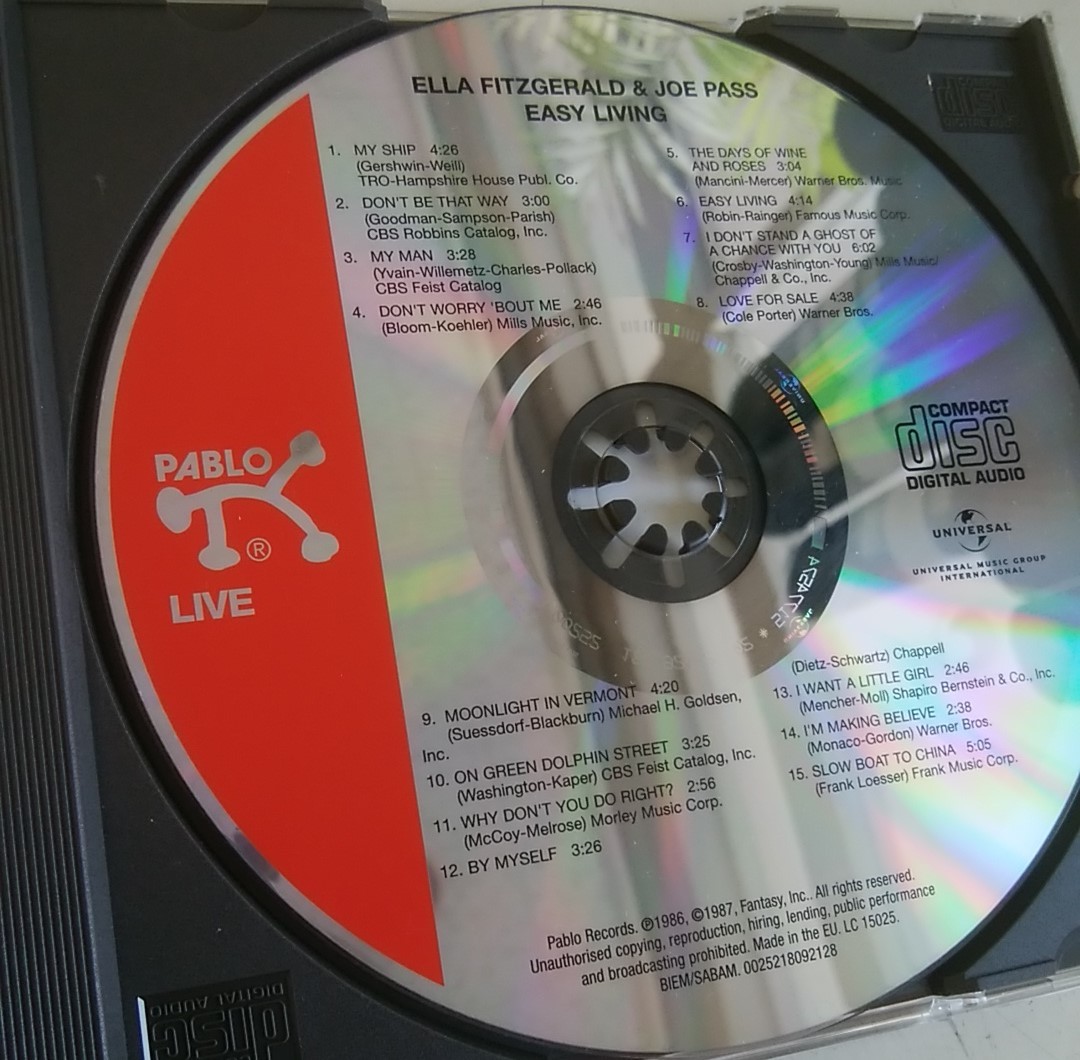 ELLA FITZGERALD & JOE PASS
EASY LIVING
1. MY SHIP 4:26
(Gershwin-Weill)
TRO-Hampshire House Publ. Co.
2. DON'T BE THAT WAY 3:00
(Goodman-Sampson-Parish)
CBS Robbins Catalog, Inc.
3. MY MAN 3:28
(Yvain-Willemetz-Charles-Pollack)
CBS Feist Catalog
4. DON'T WORRY 'BOUT ME 2:46
(Bloom-Koehler) Mills Music, Inc.
5. THE DAYS OF WINE
AND ROSES 3:04
(Mancini-Mercer) Warner Bros. Music
6. EASY LIVING 4:14
(Robin-Rainger) Famous Music Corp.
7. I DON'T STAND A GHOST OF
A CHANCE WITH YOU 6:02
(Crosby-Washington-Young) Mills Music/
Chappell & Co., Inc.
8. LOVE FOR SALE 4:38
(Cole Porter) Warner Bros.
PABLO
®
LIVE
COMPACT
disc
DIGITAL AUDIO
UNIVERSAL
UNIVERSAL MUSIC GROUP
INTERNATIONAL
9. MOONLIGHT IN VERMONT 4:20
(Suessdorf-Blackburn) Michael H. Goldsen,
Inc.
10. ON GREEN DOLPHIN STREET 3:25
(Washington-Kaper) CBS Feist Catalog, Inc.
11. WHY DON'T YOU DO RIGHT? 2:56
(McCoy-Melrose) Morley Music Corp.
12. BY MYSELF 3:26
(Dietz-Schwartz) Chappell
13. I WANT A LITTLE GIRL 2:46
(Mencher-Moll) Shapiro Bernstein & Co., Inc.
14. I'M MAKING BELIEVE 2:38
(Monaco-Gordon) Warner Bros.
15. SLOW BOAT TO CHINA 5:05
(Frank Loesser) Frank Music Corp.
Pablo Records. ℗1986, ©1987, Fantasy, Inc.. All rights reserved.
Unauthorised copying, reproduction, hiring, lending, public performance
and broadcasting prohibited. Made in the EU. LC 15025.
BIEM/SABAM. 0025218092128
disc
DIGITAL AUDIO
disc
DIGITAL AUDIO